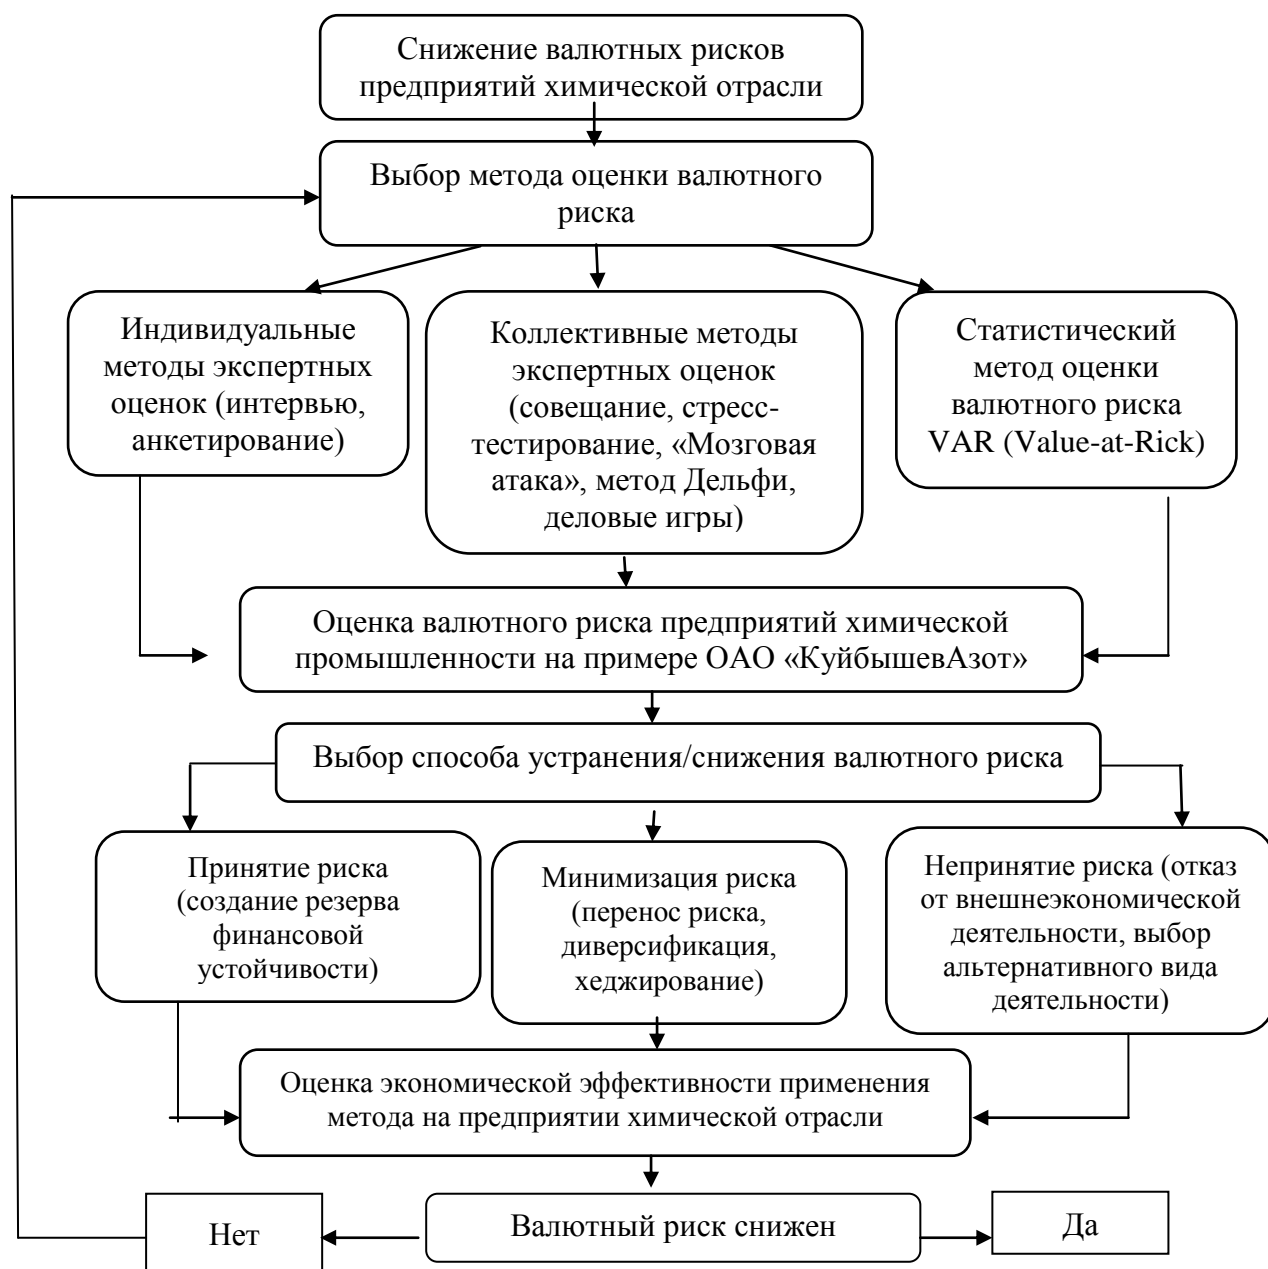 Снижение валютных рисков
предприятий химической отрасли
Выбор метода оценки валютного
риска
Индивидуальные
методы экспертных
оценок (интервью,
анкетирование)
Коллективные методы
экспертных оценок
(совещание, стресс-
тестирование, «Мозговая
атака», метод Дельфи,
деловые игры)
Статистический
метод оценки
валютного риска
VAR (Value-at-Rick)
Оценка валютного риска предприятий химической
промышленности на примере ОАО «КуйбышевАзот»
Выбор способа устранения/снижения валютного риска
Принятие риска
(создание резерва
финансовой
устойчивости)
Минимизация риска
(перенос риска,
диверсификация,
хеджирование)
Непринятие риска (отказ
от внешнеэкономической
деятельности, выбор
альтернативного вида
деятельности)
Оценка экономической эффективности применения
метода на предприятии химической отрасли
Нет
Валютный риск снижен
Да